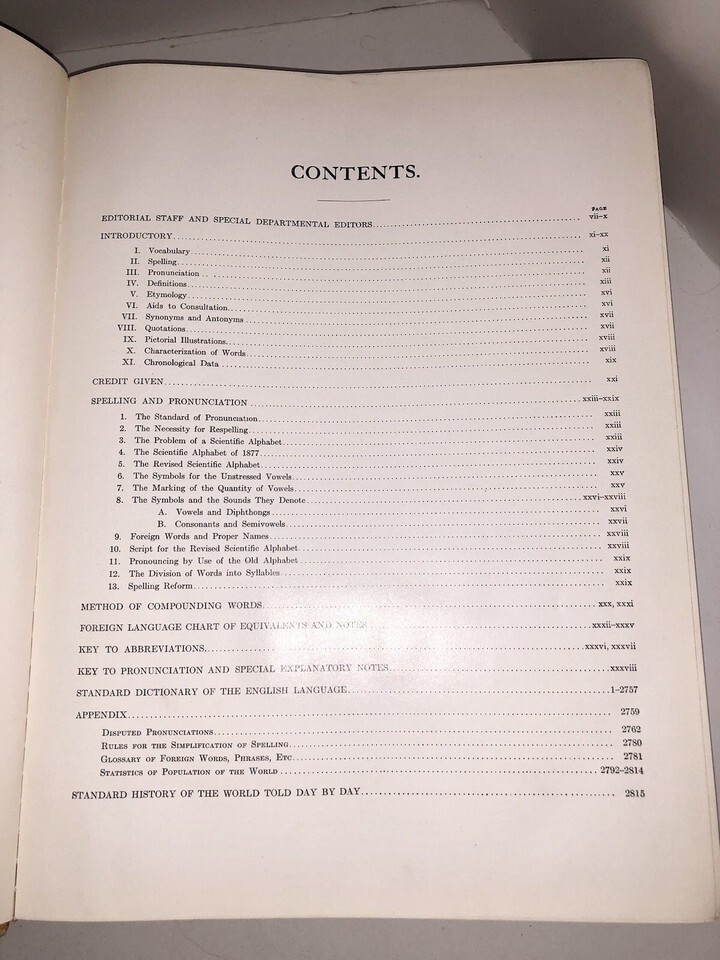 CONTENTS.
PAGE
EDITORIAL STAFF AND SPECIAL DEPARTMENTAL EDITORS vii-x
INTRODUCTORY xi-xx
I. Vocabulary xi
II. Spelling xii
III. Pronunciation xii
IV. Definitions xiii
V. Etymology xvi
VI. Aids to Consultation xvi
VII. Synonyms and Antonyms xvii
VIII. Quotations xvii
IX. Pictorial Illustrations xviii
X. Characterization of Words xviii
XI. Chronological Data xix
CREDIT GIVEN xxi
SPELLING AND PRONUNCIATION xxiii-xxix
1. The Standard of Pronunciation xxiii
2. The Necessity for Respelling xxiii
3. The Problem of a Scientific Alphabet xxiii
4. The Scientific Alphabet of 1877 xxiv
5. The Revised Scientific Alphabet xxiv
6. The Symbols for the Unstressed Vowels xxv
7. The Marking of the Quantity of Vowels xxv
8. The Symbols and the Sounds They Denote xxvi-xxviii
A. Vowels and Diphthongs xxvi
B. Consonants and Semivowels xxvii
9. Foreign Words and Proper Names xxviii
10. Script for the Revised Scientific Alphabet xxviii
11. Pronouncing by Use of the Old Alphabet xxix
12. The Division of Words into Syllables xxix
13. Spelling Reform xxix
METHOD OF COMPOUNDING WORDS xxx, xxxi
FOREIGN LANGUAGE CHART OF EQUIVALENTS AND NOTES xxxii-xxxv
KEY TO ABBREVIATIONS xxxvi, xxxvii
KEY TO PRONUNCIATION AND SPECIAL EXPLANATORY NOTES xxxviii
STANDARD DICTIONARY OF THE ENGLISH LANGUAGE 1-2757
APPENDIX 2759
DISPUTED PRONUNCIATIONS 2762
RULES FOR THE SIMPLIFICATION OF SPELLING 2780
GLOSSARY OF FOREIGN WORDS, PHRASES, ETC 2781
STATISTICS OF POPULATION OF THE WORLD 2792-2814
STANDARD HISTORY OF THE WORLD TOLD DAY BY DAY 2815